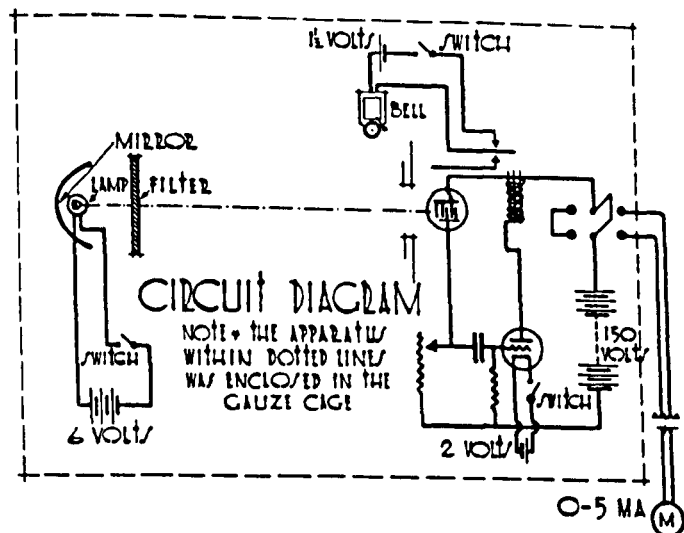 1½ VOLTS
SWITCH
BELL
MIRROR
LAMP
FILTER
CIRCUIT DIAGRAM
NOTE • THE APPARATUS
WITHIN DOTTED LINES
WAS ENCLOSED IN THE
GAUZE CAGE
SWITCH
6 VOLTS
150
VOLTS
SWITCH
2 VOLTS
0-5 MA
M